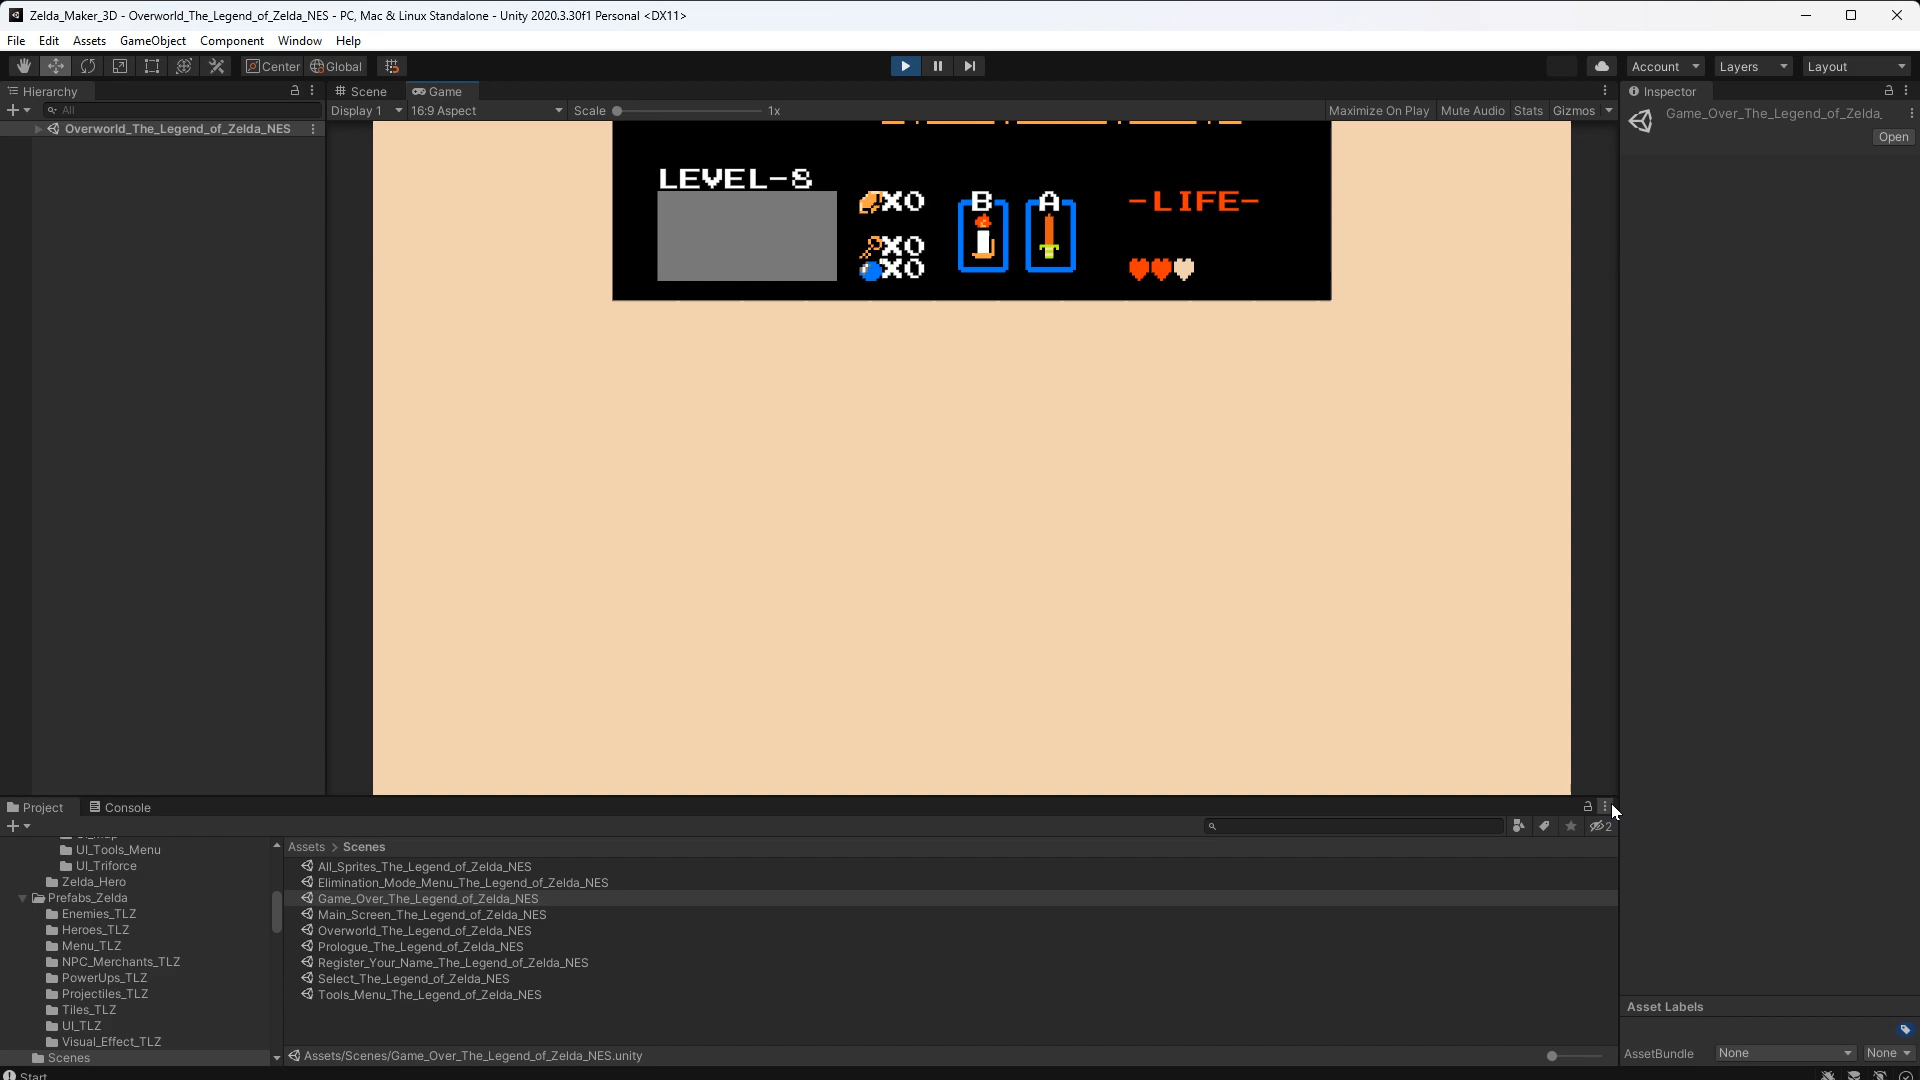 Zelda_Maker_3D - Overworld_The_Legend_of_Zelda_NES - PC, Mac & Linux Standalone - Unity 2020.3.30f1 Personal <DX11>
File Edit Assets GameObject Component Window Help
Center Global Account Layers Layout
Hierarchy
All
Overworld_The_Legend_of_Zelda_NES
Scene Game
Display 1 16:9 Aspect Scale 1x Maximize On Play Mute Audio Stats Gizmos
LEVEL-8
X0
X0
X0
B A
-LIFE-
Inspector
Game_Over_The_Legend_of_Zelda_
Open
Project Console
2
UI_Tools_Menu
UI_Triforce
Zelda_Hero
Prefabs_Zelda
Enemies_TLZ
Heroes_TLZ
Menu_TLZ
NPC_Merchants_TLZ
PowerUps_TLZ
Projectiles_TLZ
Tiles_TLZ
UI_TLZ
Visual_Effect_TLZ
Scenes
Assets > Scenes
All_Sprites_The_Legend_of_Zelda_NES
Elimination_Mode_Menu_The_Legend_of_Zelda_NES
Game_Over_The_Legend_of_Zelda_NES
Main_Screen_The_Legend_of_Zelda_NES
Overworld_The_Legend_of_Zelda_NES
Prologue_The_Legend_of_Zelda_NES
Register_Your_Name_The_Legend_of_Zelda_NES
Select_The_Legend_of_Zelda_NES
Tools_Menu_The_Legend_of_Zelda_NES
Assets/Scenes/Game_Over_The_Legend_of_Zelda_NES.unity
Asset Labels
AssetBundle None None
Start